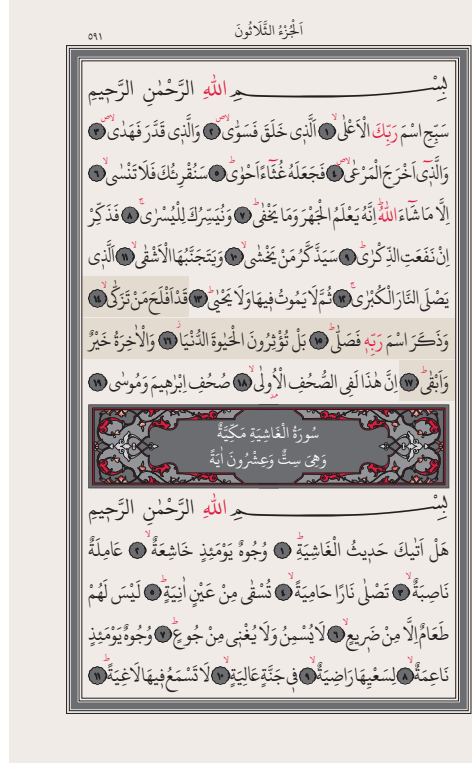 اَلْجُزْءُ الثَّلَاثُونَ
٥٩١
بِسْــــــــــمِ اللّٰهِ الرَّحْمٰنِ الرَّحٖيمِ
سَبِّحِ اسْمَ رَبِّكَ الْاَعْلٰىۙ ١ اَلَّذٖى خَلَقَ فَسَوّٰىۙ ٢ وَالَّذٖى قَدَّرَ فَهَدٰىۙ ٣
وَالَّذٖٓى اَخْرَجَ الْمَرْعٰىۙ ٤ فَجَعَلَهُ غُثَٓاءً اَحْوٰىؕ ٥ سَنُقْرِئُكَ فَلَا تَنْسٰىۙ ٦
اِلَّا مَا شَٓاءَ اللّٰهُؕ اِنَّهُ يَعْلَمُ الْجَهْرَ وَمَا يَخْفٰىؕ ٧ وَنُيَسِّرُكَ لِلْيُسْرٰىۚ ٨ فَذَكِّرْ
اِنْ نَفَعَتِ الذِّكْرٰىؕ ٩ سَيَذَّكَّرُ مَنْ يَخْشٰىۙ ١٠ وَيَتَجَنَّبُهَا الْاَشْقٰىۙ ١١ اَلَّذٖى
يَصْلَى النَّارَ الْكُبْرٰىۚ ١٢ ثُمَّ لَا يَمُوتُ فٖيهَا وَلَا يَحْيٰىؕ ١٣ قَدْ اَفْلَحَ مَنْ تَزَكّٰىۙ ١٤
وَذَكَرَ اسْمَ رَبِّهٖ فَصَلّٰىؕ ١٥ بَلْ تُؤْثِرُونَ الْحَيٰوةَ الدُّنْيَاؗ ١٦ وَالْاٰخِرَةُ خَيْرٌ
وَاَبْقٰىؕ ١٧ اِنَّ هٰذَا لَفِى الصُّحُفِ الْاُولٰىۙ ١٨ صُحُفِ اِبْرٰهٖيمَ وَمُوسٰى ١٩
سُورَةُ الْغَاشِيَةِ مَكِّيَّةٌ
وَهِىَ سِتٌّ وَعِشْرُونَ اٰيَةً
بِسْــــــــــمِ اللّٰهِ الرَّحْمٰنِ الرَّحٖيمِ
هَلْ اَتٰيكَ حَدٖيثُ الْغَاشِيَةِؕ ١ وُجُوهٌ يَوْمَئِذٍ خَاشِعَةٌۙ ٢ عَامِلَةٌ
نَاصِبَةٌۙ ٣ تَصْلٰى نَارًا حَامِيَةًۙ ٤ تُسْقٰى مِنْ عَيْنٍ اٰنِيَةٍؕ ٥ لَيْسَ لَهُمْ
طَعَامٌ اِلَّا مِنْ ضَرٖيعٍۙ ٦ لَا يُسْمِنُ وَلَا يُغْنٖى مِنْ جُوعٍؕ ٧ وُجُوهٌ يَوْمَئِذٍ
نَاعِمَةٌۙ ٨ لِسَعْيِهَا رَاضِيَةٌۙ ٩ فٖى جَنَّةٍ عَالِيَةٍۙ ١٠ لَا تَسْمَعُ فٖيهَا لَاغِيَةًؕ ١١